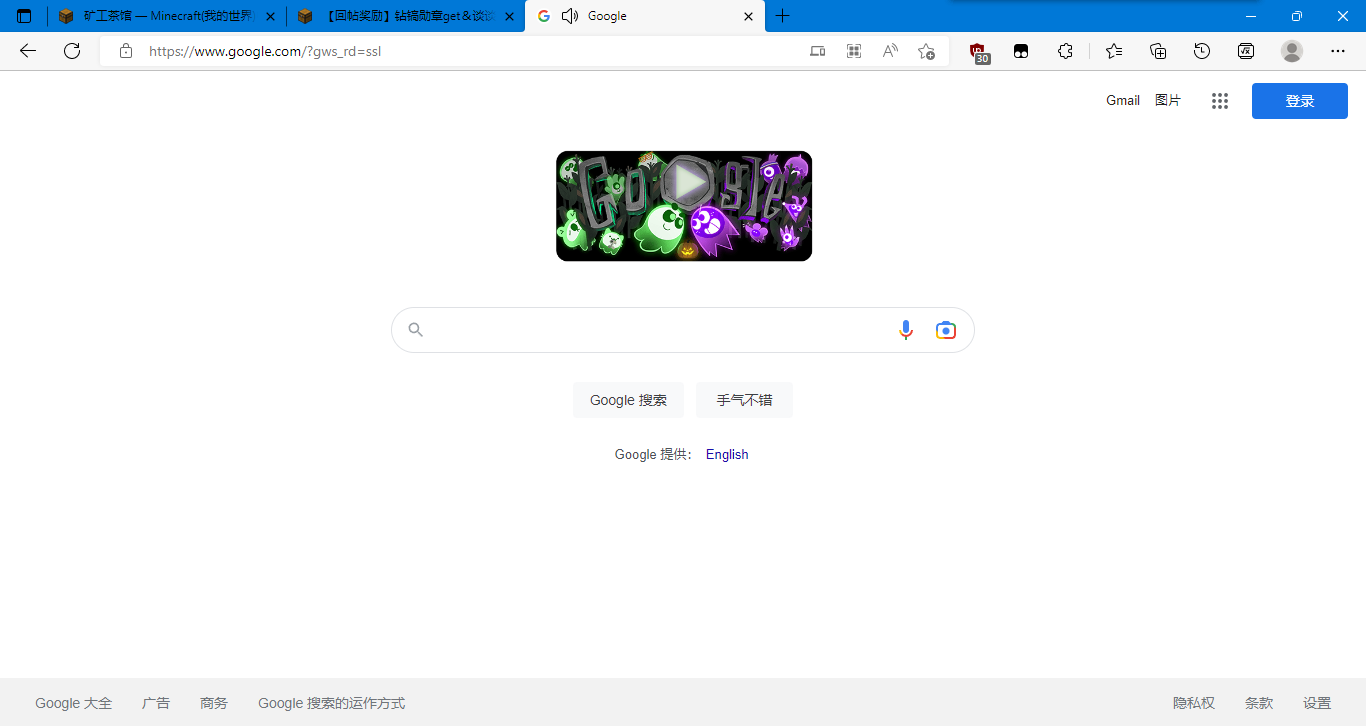 矿工茶馆 — Minecraft(我的世界
【回帖奖励】钻镐勋章get＆谈谈
Google
https://www.google.com/?gws_rd=ssl
30
Gmail 图片 登录
Google
Google 搜索 手气不错
Google 提供： English
Google 大全 广告 商务 Google 搜索的运作方式 隐私权 条款 设置